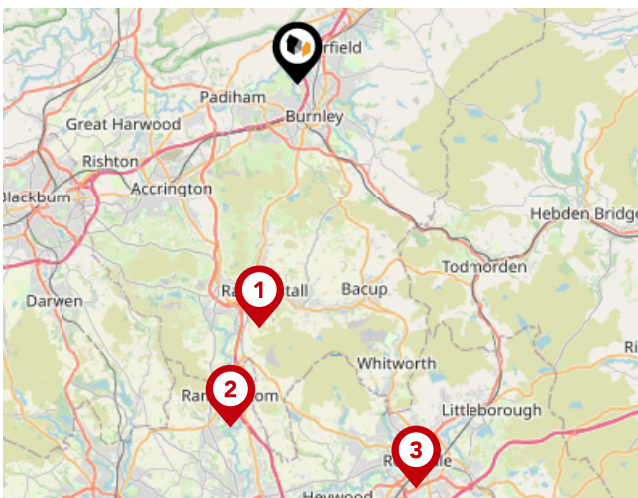 rfield
Padiham
Burnley
Great Harwood
Rishton
Blackburn
Accrington
Hebden Bridge
Todmorden
1
Ra
tall
Bacup
Darwen
Ri
Whitworth
2
Ra
om
Littleborough
3
R
le
Heywood